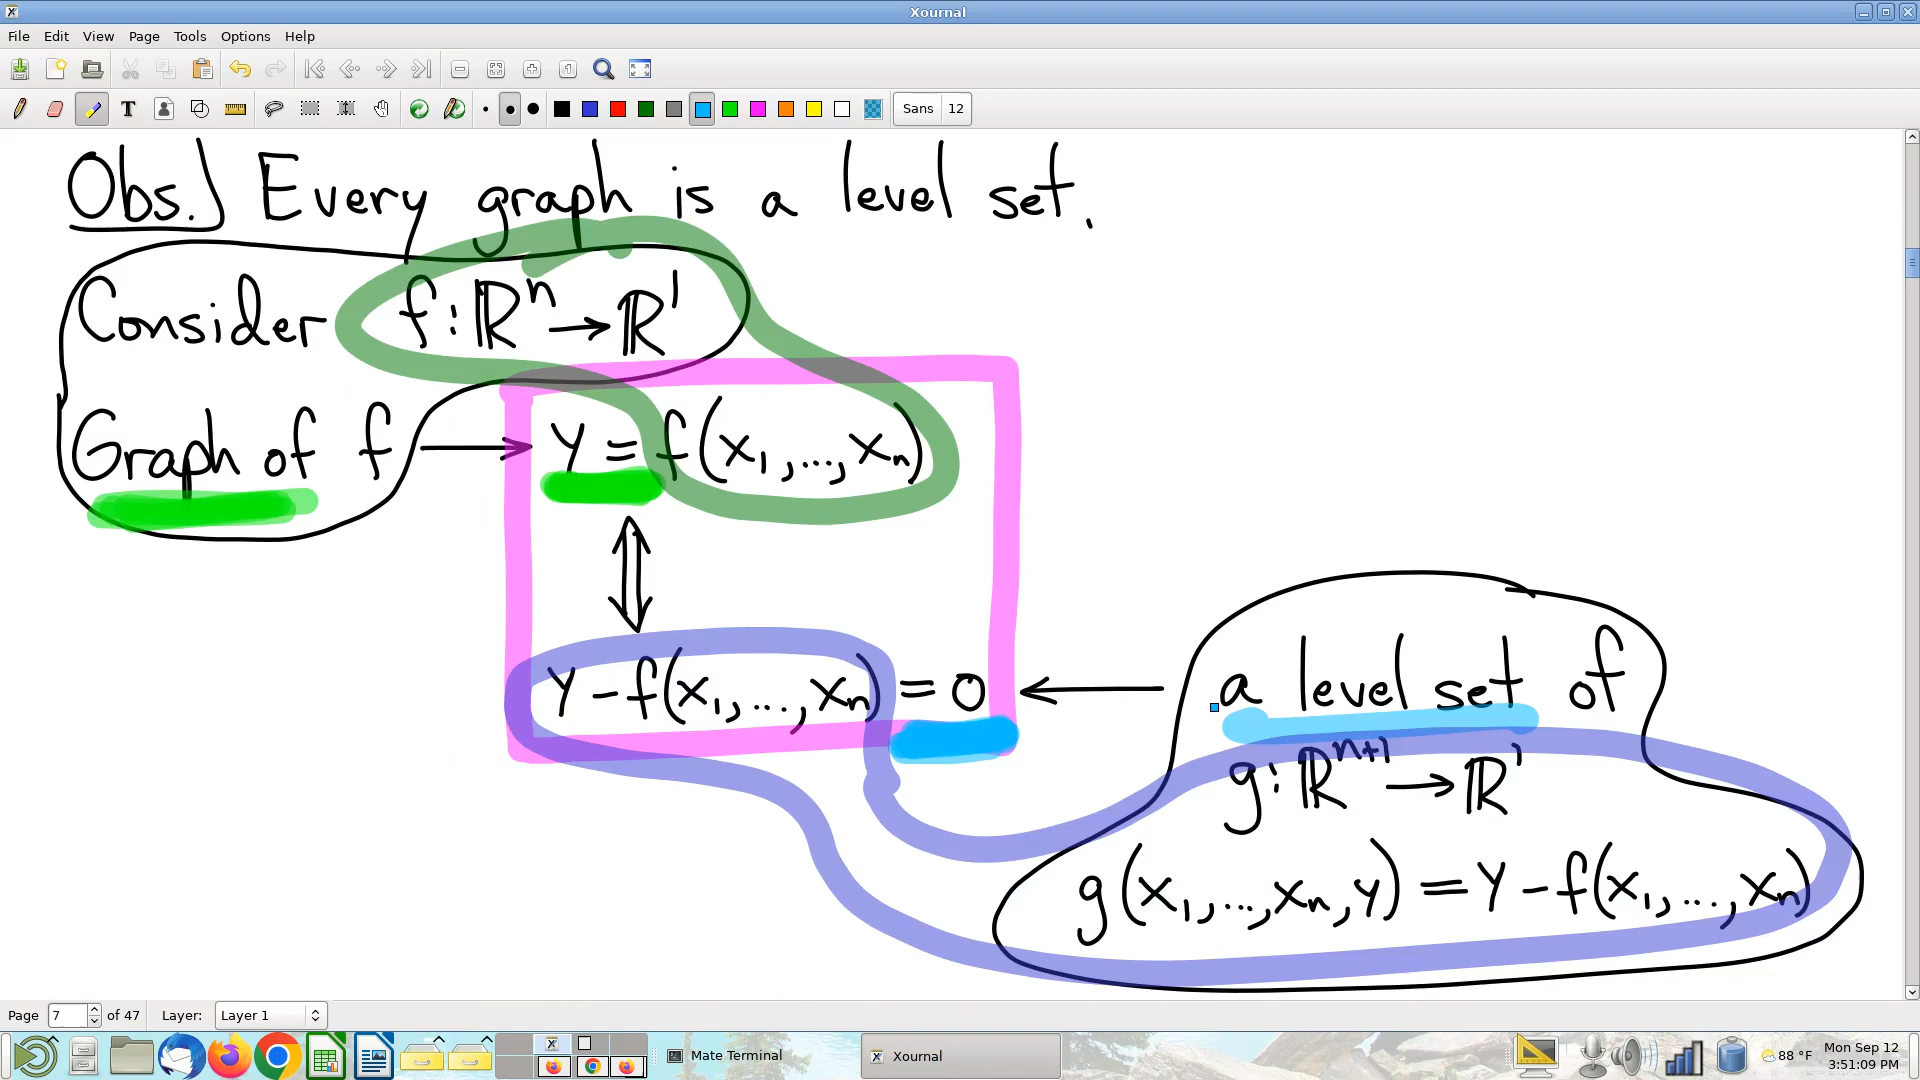 Xournal
File Edit View Page Tools Options Help
Sans 12
Obs.] Every graph is a level set.
Consider f: ℝⁿ → ℝ¹
Graph of f → y = f(x₁,...,xₙ)
⇕
y − f(x₁,...,xₙ) = 0 ← a level set of
g: ℝⁿ⁺¹ → ℝ¹
g(x₁,...,xₙ,y) = y − f(x₁,...,xₙ)
Page 7 of 47 Layer: Layer 1
Mate Terminal Xournal 88 °F Mon Sep 12
3:51:09 PM